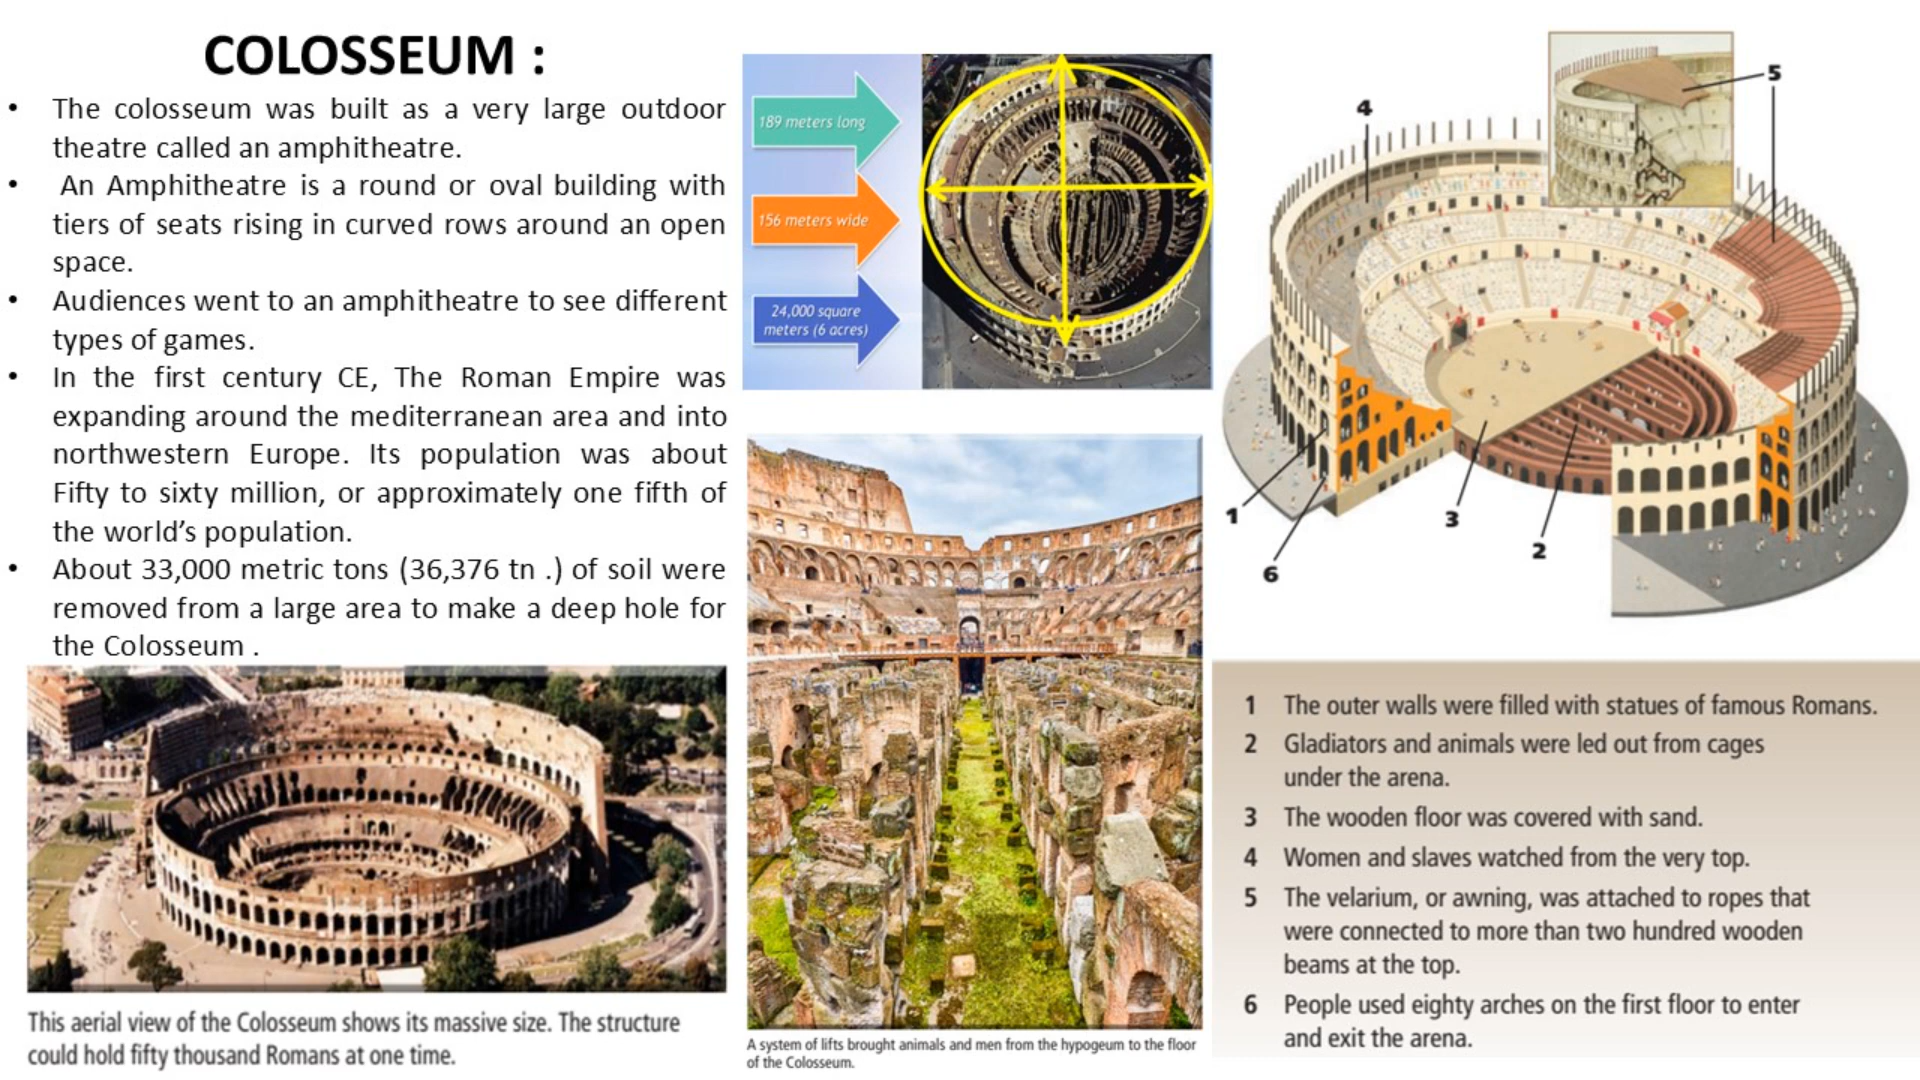 COLOSSEUM :
• The colosseum was built as a very large outdoor
theatre called an amphitheatre.
• An Amphitheatre is a round or oval building with
tiers of seats rising in curved rows around an open
space.
• Audiences went to an amphitheatre to see different
types of games.
• In the first century CE, The Roman Empire was
expanding around the mediterranean area and into
northwestern Europe. Its population was about
Fifty to sixty million, or approximately one fifth of
the world’s population.
• About 33,000 metric tons (36,376 tn .) of soil were
removed from a large area to make a deep hole for
the Colosseum .
This aerial view of the Colosseum shows its massive size. The structure
could hold fifty thousand Romans at one time.
189 meters long
156 meters wide
24,000 square
meters (6 acres)
A system of lifts brought animals and men from the hypogeum to the floor
of the Colosseum.
5
4
1
3
2
6
1 The outer walls were filled with statues of famous Romans.
2 Gladiators and animals were led out from cages
under the arena.
3 The wooden floor was covered with sand.
4 Women and slaves watched from the very top.
5 The velarium, or awning, was attached to ropes that
were connected to more than two hundred wooden
beams at the top.
6 People used eighty arches on the first floor to enter
and exit the arena.